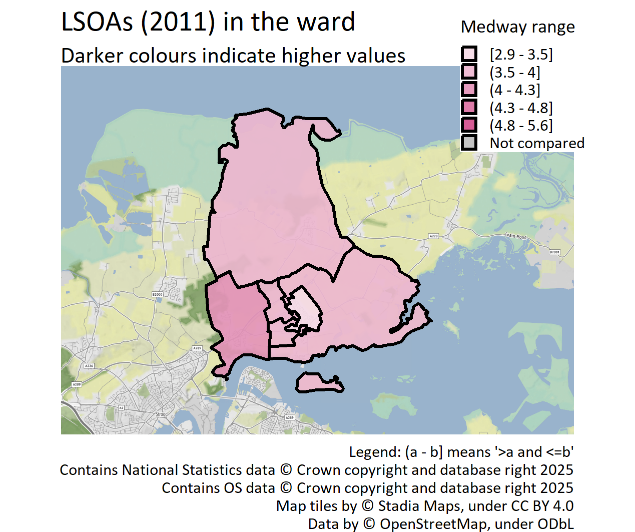 LSOAs (2011) in the ward
Darker colours indicate higher values
Medway range
[2.9 - 3.5]
(3.5 - 4]
(4 - 4.3]
(4.3 - 4.8]
(4.8 - 5.6]
Not compared
Legend: (a - b] means '>a and <=b'
Contains National Statistics data © Crown copyright and database right 2025
Contains OS data © Crown copyright and database right 2025
Map tiles by © Stadia Maps, under CC BY 4.0
Data by © OpenStreetMap, under ODbL